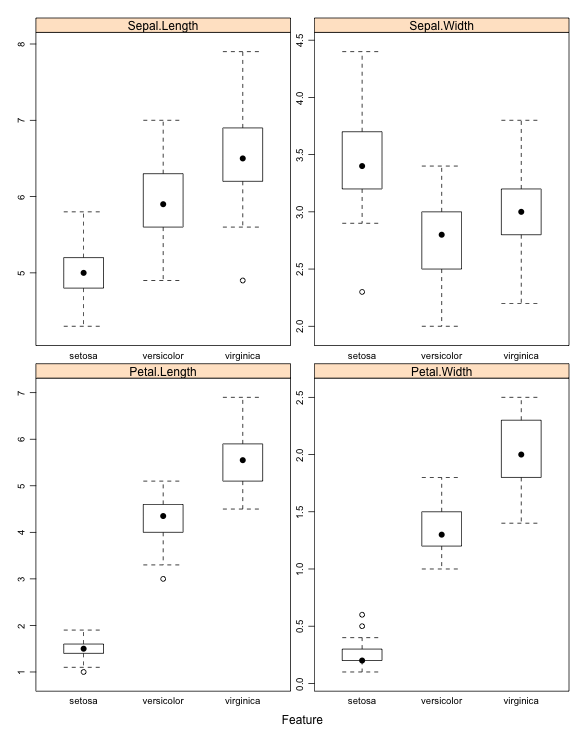 Sepal.Length
Sepal.Width
8
7
6
5
4.5
4.0
3.5
3.0
2.5
2.0
setosa versicolor virginica
setosa versicolor virginica
Petal.Length
Petal.Width
7
6
5
4
3
2
1
2.5
2.0
1.5
1.0
0.5
0.0
setosa versicolor virginica
setosa versicolor virginica
Feature